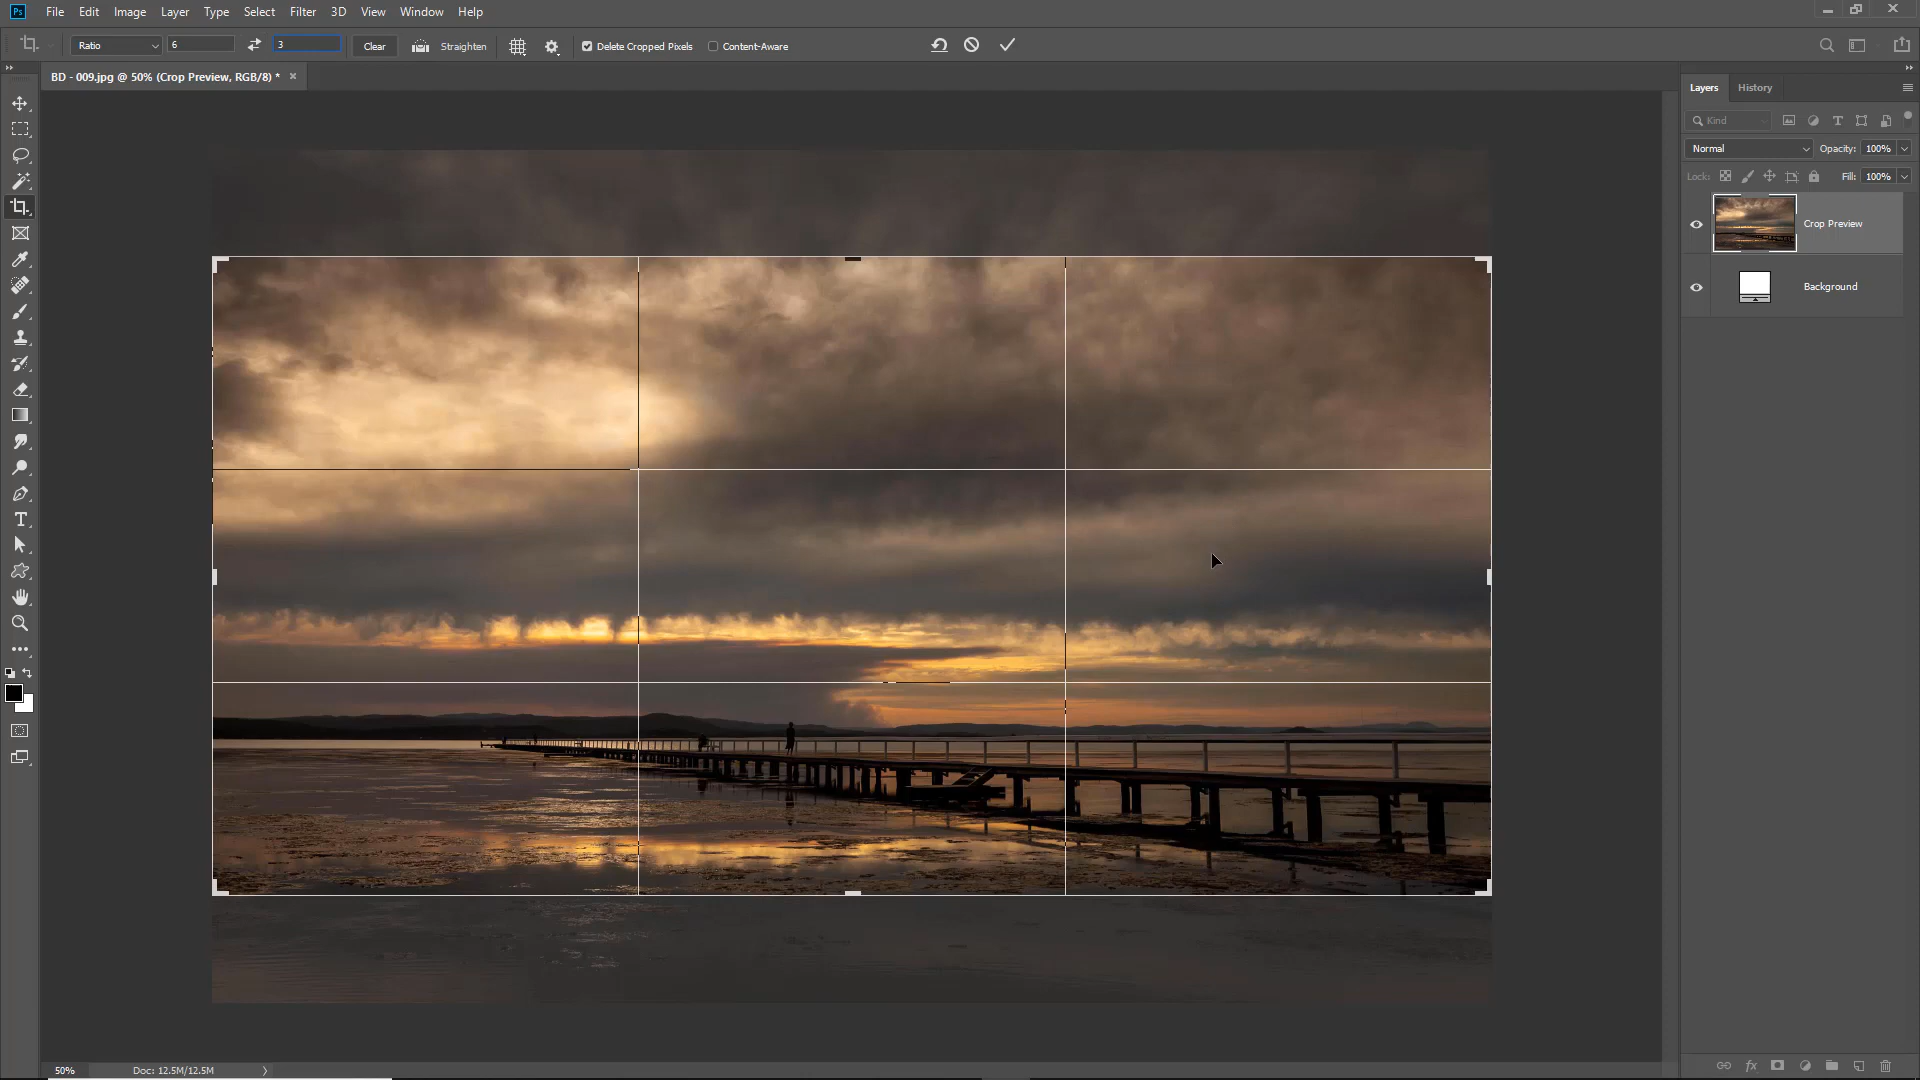 Ps File Edit Image Layer Type Select Filter 3D View Window Help
Ratio 6 3 Clear Straighten Delete Cropped Pixels Content-Aware
BD - 009.jpg @ 50% (Crop Preview, RGB/8) * ×
Layers History
Kind
Normal Opacity: 100%
Lock: Fill: 100%
Crop Preview
Background
50% Doc: 12.5M/12.5M